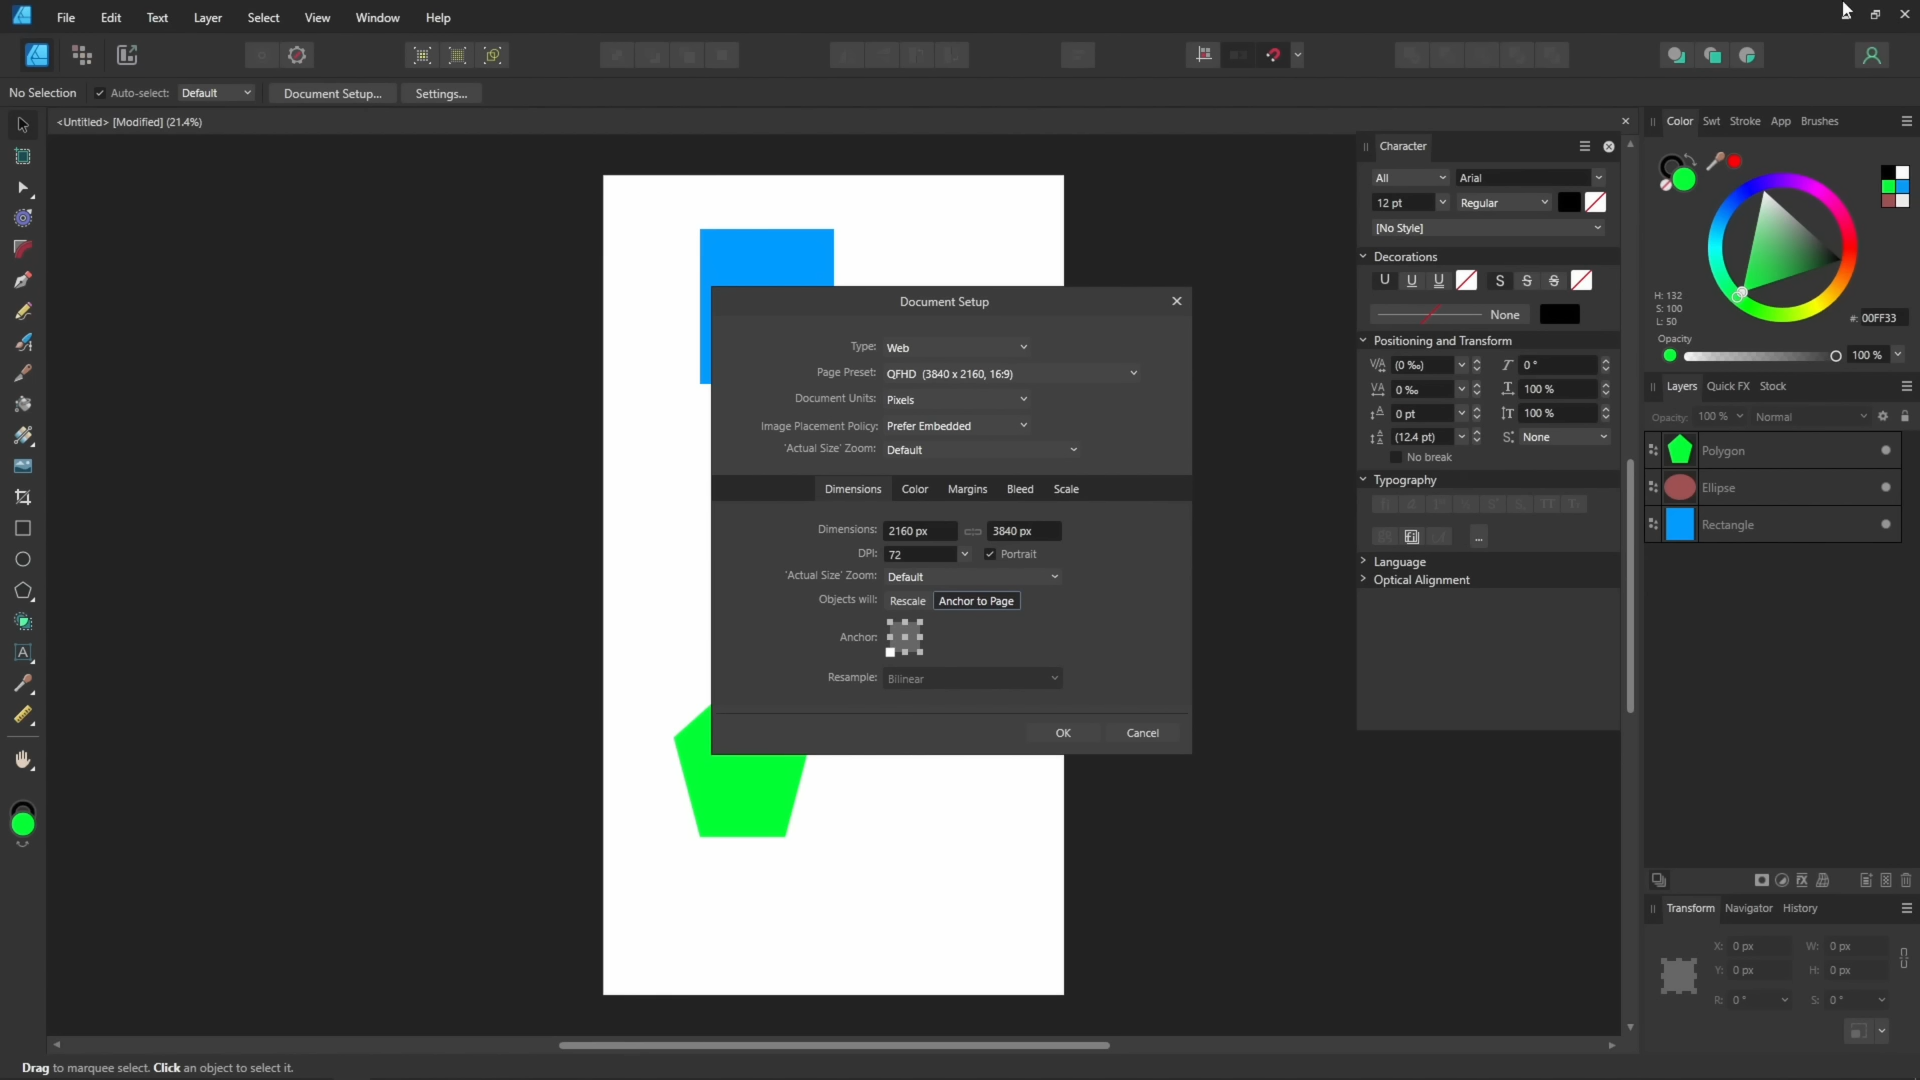 File Edit Text Layer Select View Window Help
No Selection Auto-select: Default Document Setup... Settings...
<Untitled> [Modified] (21.4%)
Character
All Arial
12 pt Regular
[No Style]
Decorations
U U U S S S
None
Positioning and Transform
(0 ‰) 0 °
0 ‰ 100 %
0 pt 100 %
(12.4 pt) None
No break
Typography
...
Language
Optical Alignment
Document Setup
Type: Web
Page Preset: QFHD (3840 x 2160, 16:9)
Document Units: Pixels
Image Placement Policy: Prefer Embedded
'Actual Size' Zoom: Default
Dimensions Color Margins Bleed Scale
Dimensions: 2160 px 3840 px
DPI: 72 Portrait
'Actual Size' Zoom: Default
Objects will: Rescale Anchor to Page
Anchor:
Resample: Bilinear
OK Cancel
Color Swt Stroke App Brushes
H: 132
S: 100
L: 50
#: 00FF33
Opacity
100 %
Layers Quick FX Stock
Opacity: 100 % Normal
Polygon
Ellipse
Rectangle
Transform Navigator History
X: 0 px W: 0 px
Y: 0 px H: 0 px
R: 0 ° S: 0 °
Drag to marquee select. Click an object to select it.